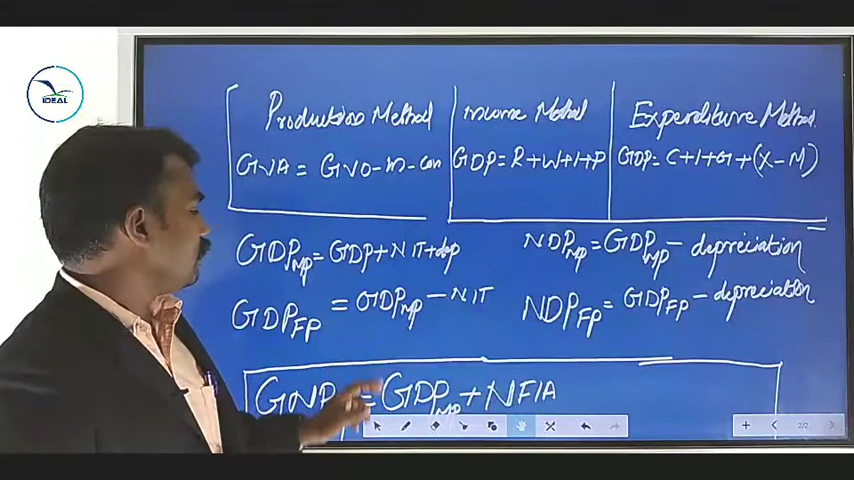 IDEAL
Production Method
GVA = GVO-in-con
Income Method
GDP= R+W+I+P
Expenditure Method.
GDP= C+I+G+(X-M)
GDPMP=GDP+NIT+dep
NDPMP=GDPMP- depreciation
GDPFP =GDPMP-NIT
NDPFP=GDPFP-depreciation
GNP =GDPMP+NFIA
2/2